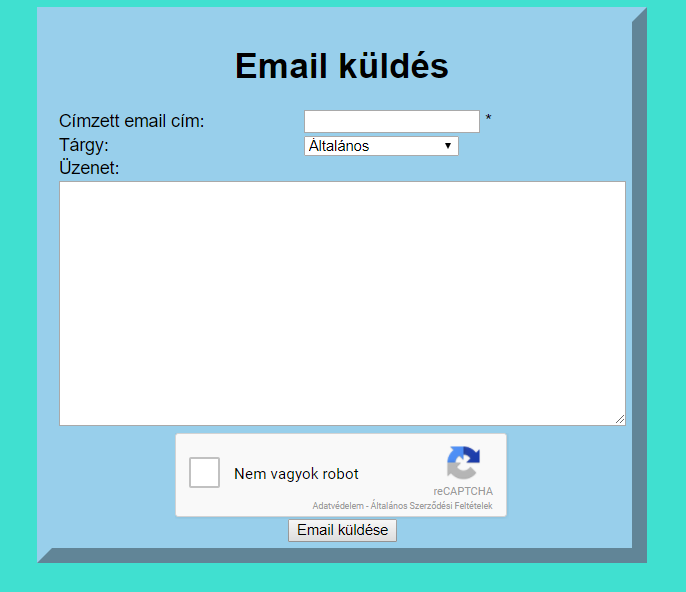 Email küldés
Címzett email cím: *
Tárgy: Általános
Üzenet:
Nem vagyok robot
reCAPTCHA
Adatvédelem - Általános Szerződési Feltételek
Email küldése